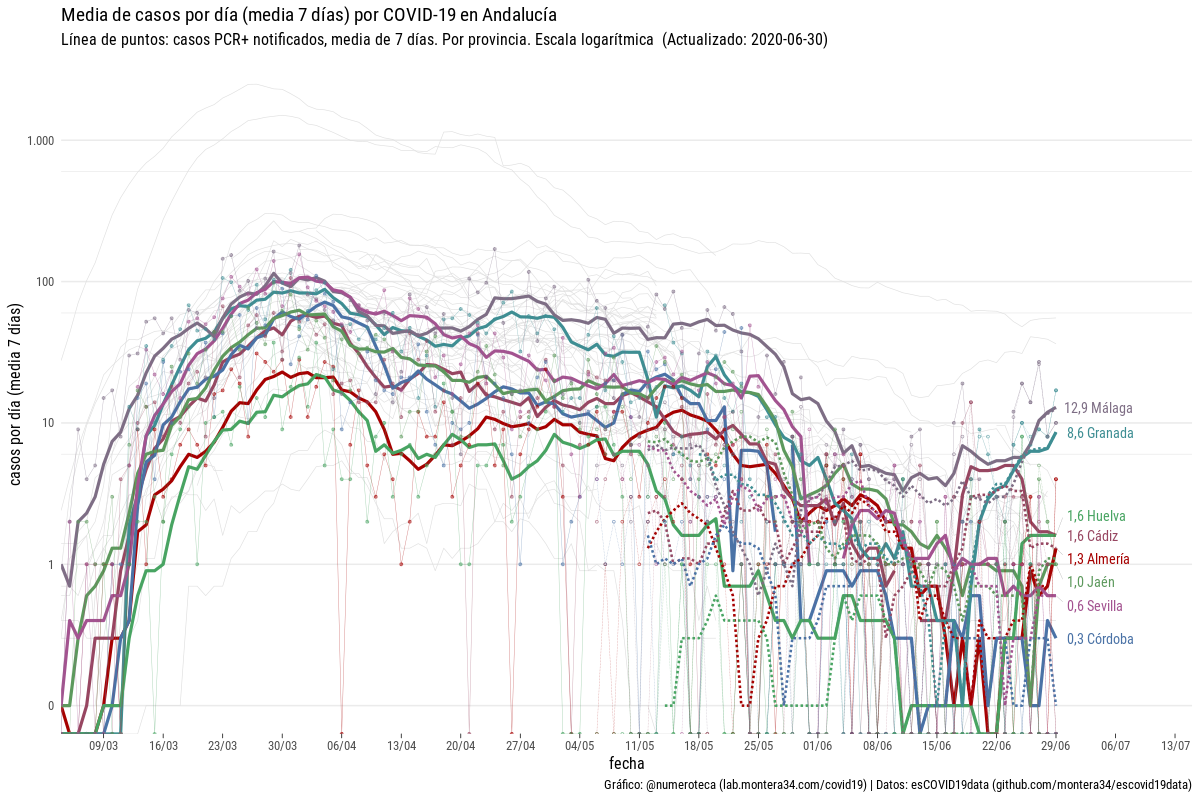 Media de casos por día (media 7 días) por COVID-19 en Andalucía
Línea de puntos: casos PCR+ notificados, media de 7 días. Por provincia. Escala logarítmica (Actualizado: 2020-06-30)
casos por día (media 7 días)
1.000
100
10
1
0
12,9 Málaga
8,6 Granada
1,6 Huelva
1,6 Cádiz
1,3 Almería
1,0 Jaén
0,6 Sevilla
0,3 Córdoba
09/03 16/03 23/03 30/03 06/04 13/04 20/04 27/04 04/05 11/05 18/05 25/05 01/06 08/06 15/06 22/06 29/06 06/07 13/07
fecha
Gráfico: @numeroteca (lab.montera34.com/covid19) | Datos: esCOVID19data (github.com/montera34/escovid19data)